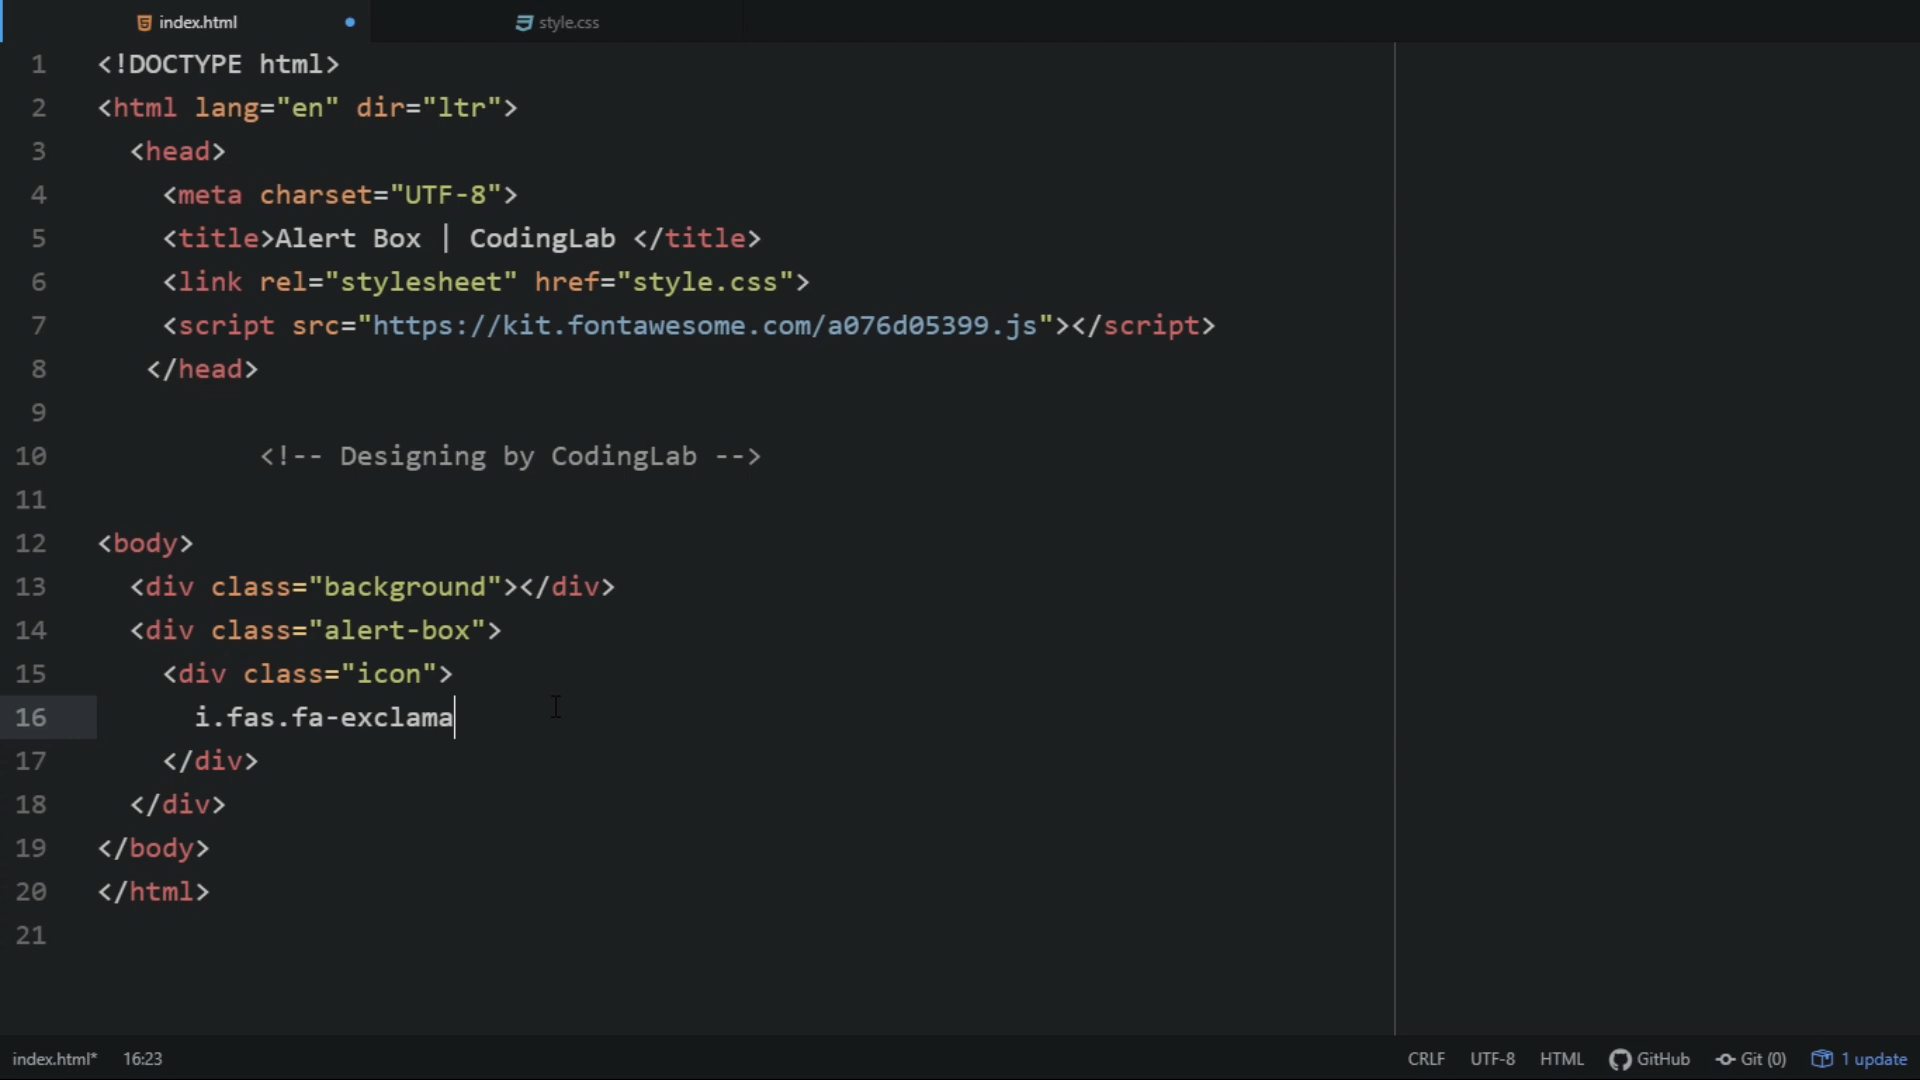 index.html
style.css
1 <!DOCTYPE html>
2 <html lang="en" dir="ltr">
3 <head>
4 <meta charset="UTF-8">
5 <title>Alert Box | CodingLab </title>
6 <link rel="stylesheet" href="style.css">
7 <script src="https://kit.fontawesome.com/a076d05399.js"></script>
8 </head>
9
10 <!-- Designing by CodingLab -->
11
12 <body>
13 <div class="background"></div>
14 <div class="alert-box">
15 <div class="icon">
16 i.fas.fa-exclama
17 </div>
18 </div>
19 </body>
20 </html>
21
index.html* 16:23 CRLF UTF-8 HTML GitHub Git (0) 1 update